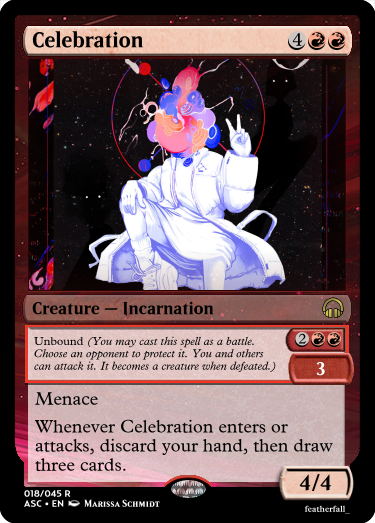 Celebration 4
Creature — Incarnation
Unbound (You may cast this spell as a battle. 2
Choose an opponent to protect it. You and others
can attack it. It becomes a creature when defeated.)
3
Menace
Whenever Celebration enters or
attacks, discard your hand, then draw
three cards.
4/4
018/045 R
ASC • EN Marissa Schmidt
featherfall_